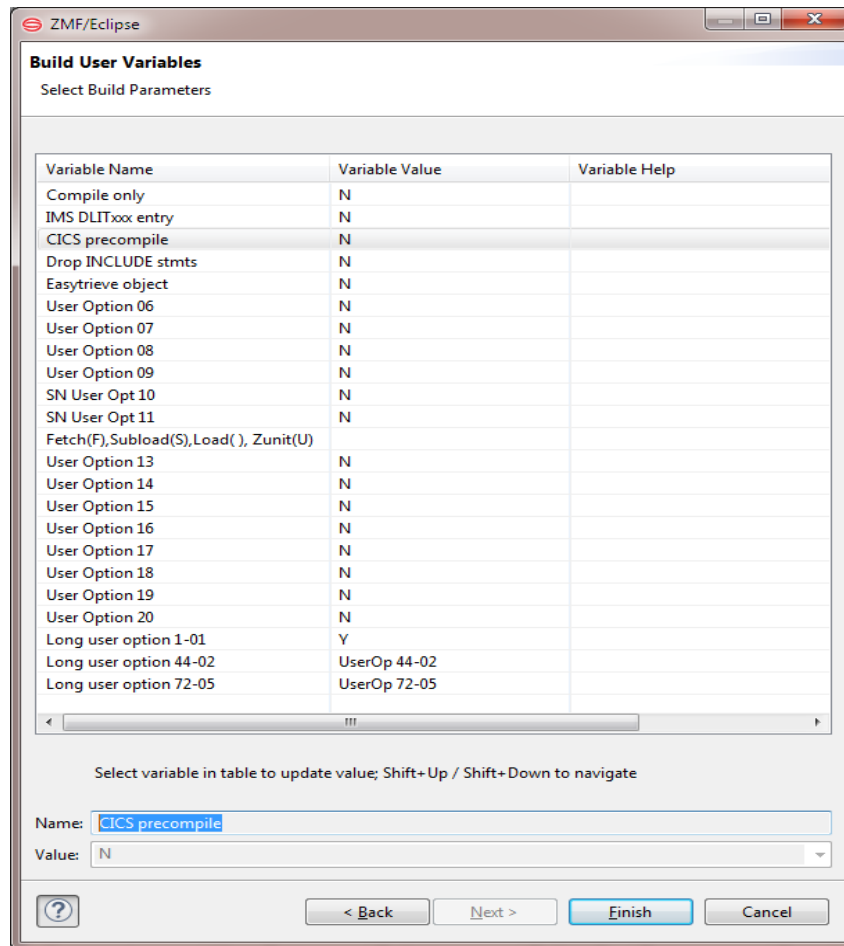 ZMF/Eclipse
Build User Variables
Select Build Parameters
Variable Name Variable Value Variable Help
Compile only N
IMS DLITxxx entry N
CICS precompile N
Drop INCLUDE stmts N
Easytrieve object N
User Option 06 N
User Option 07 N
User Option 08 N
User Option 09 N
SN User Opt 10 N
SN User Opt 11 N
Fetch(F),Subload(S),Load( ), Zunit(U)
User Option 13 N
User Option 14 N
User Option 15 N
User Option 16 N
User Option 17 N
User Option 18 N
User Option 19 N
User Option 20 N
Long user option 1-01 Y
Long user option 44-02 UserOp 44-02
Long user option 72-05 UserOp 72-05
Select variable in table to update value; Shift+Up / Shift+Down to navigate
Name: CICS precompile
Value: N
? < Back Next > Finish Cancel